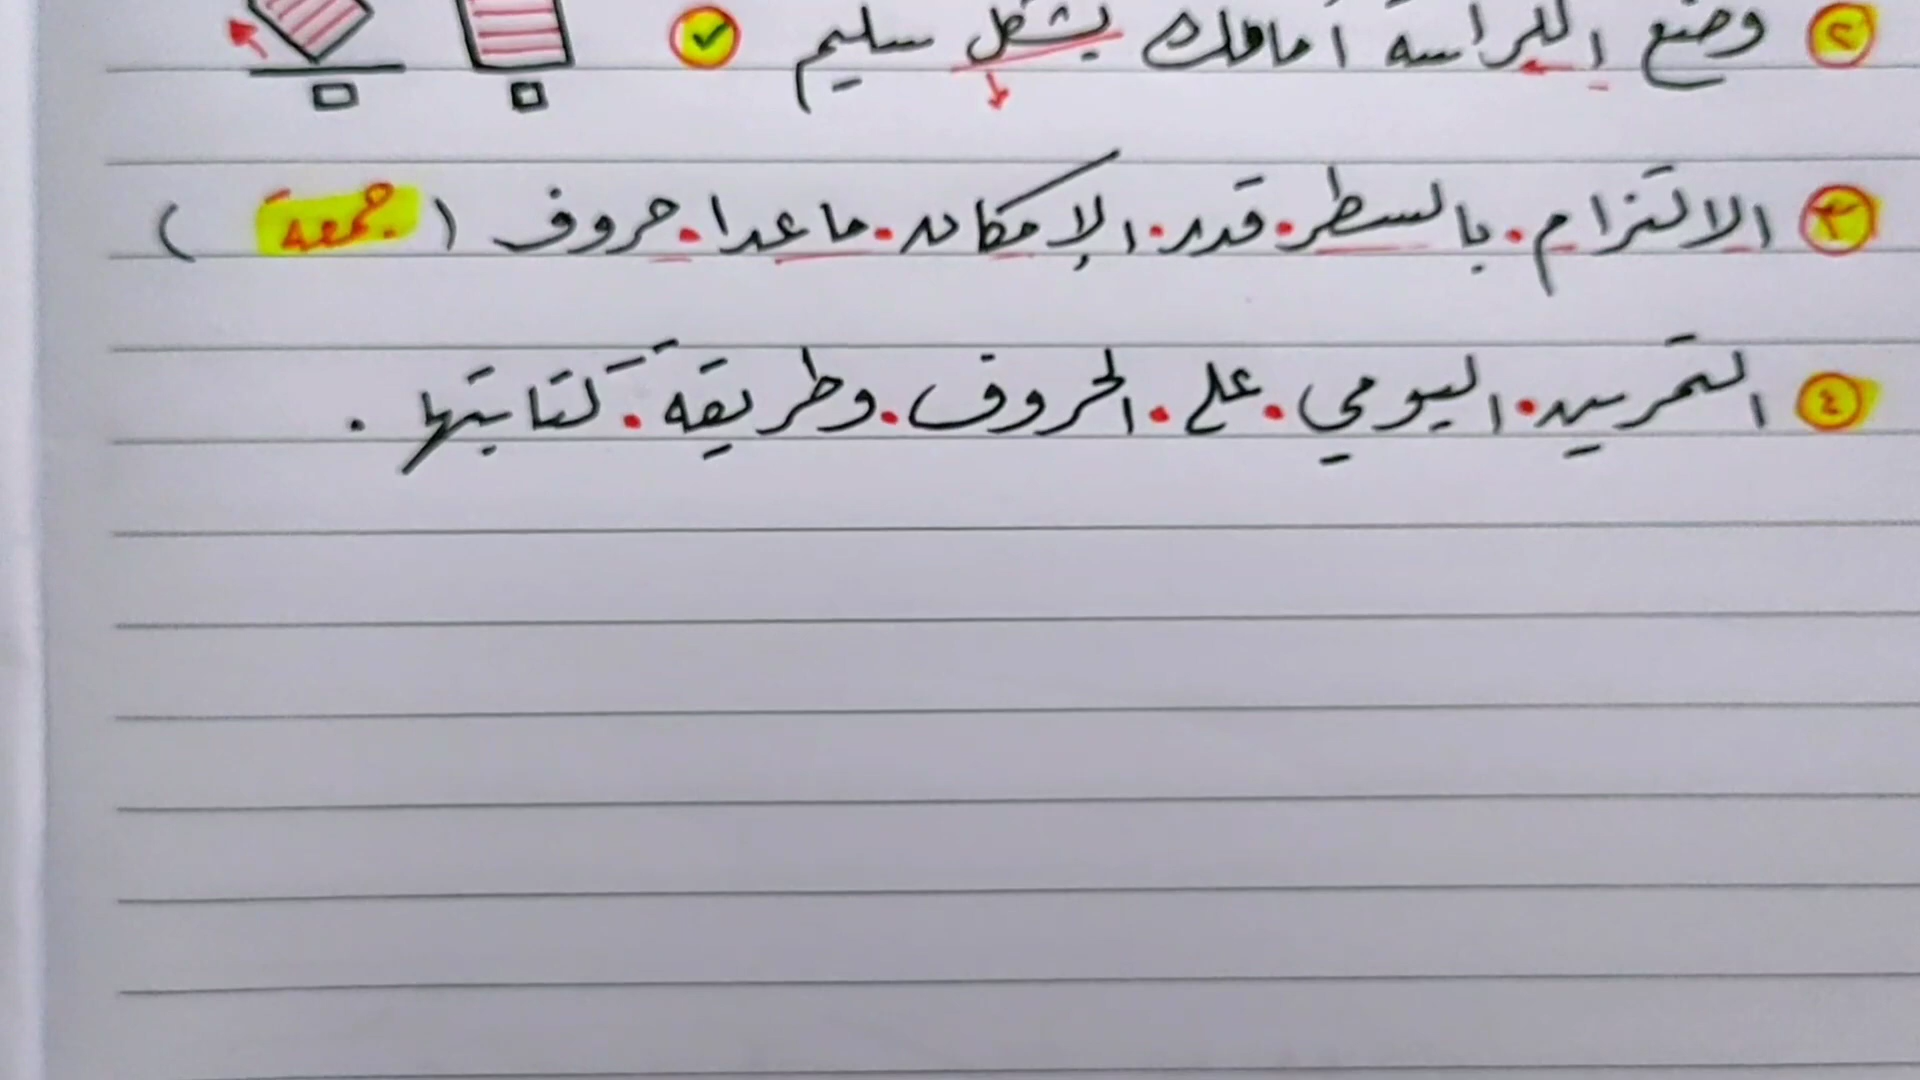 ٢ وضع الكراسة أمامك بشكل سليم
٣ الالتزام بالسطر قدر الإمكان ماعدا حروف ( جمعه )
٤ التمرين اليومي على الحروف وطريقة كتابتها .